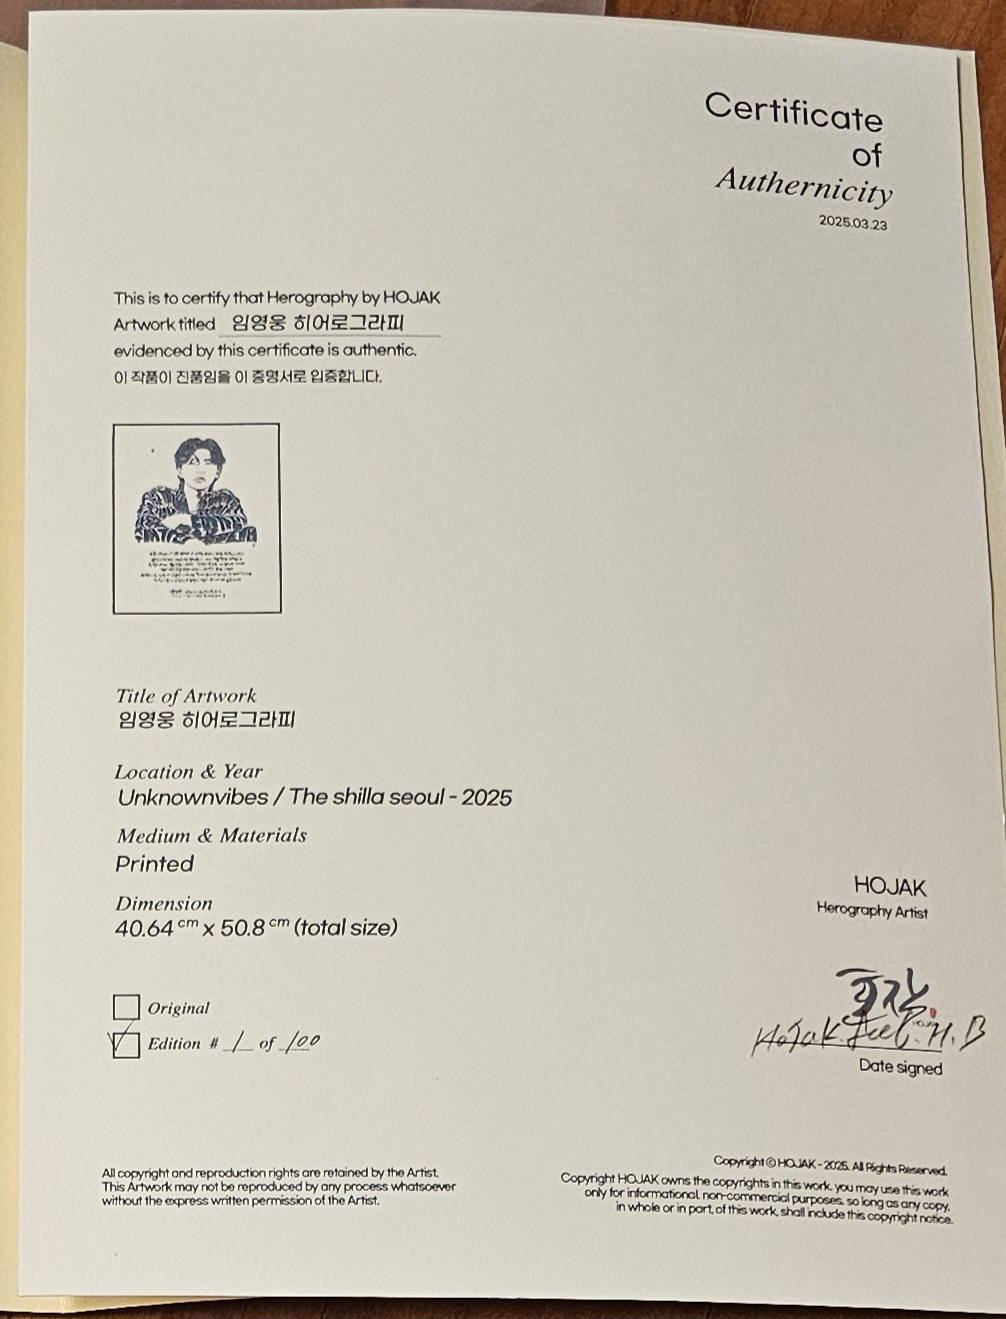 Certificate
of
Authernicity
2025.03.23
This is to certify that Herography by HOJAK
Artwork titled 임영웅 히어로그라피
evidenced by this certificate is authentic.
이 작품이 진품임을 이 증명서로 입증합니다.
Title of Artwork
임영웅 히어로그라피
Location & Year
Unknownvibes / The shilla seoul - 2025
Medium & Materials
Printed
Dimension
40.64 cm x 50.8 cm (total size)
Original
Edition # 1 of 100
HOJAK
Herography Artist
호작
HoJak. H.B
Date signed
All copyright and reproduction rights are retained by the Artist.
This Artwork may not be reproduced by any process whatsoever
without the express written permission of the Artist.
Copyright © HOJAK - 2025. All Rights Reserved.
Copyright HOJAK owns the copyrights in this work. you may use this work
only for informational, non-commercial purposes, so long as any copy,
in whole or in part, of this work, shall include this copyright notice.